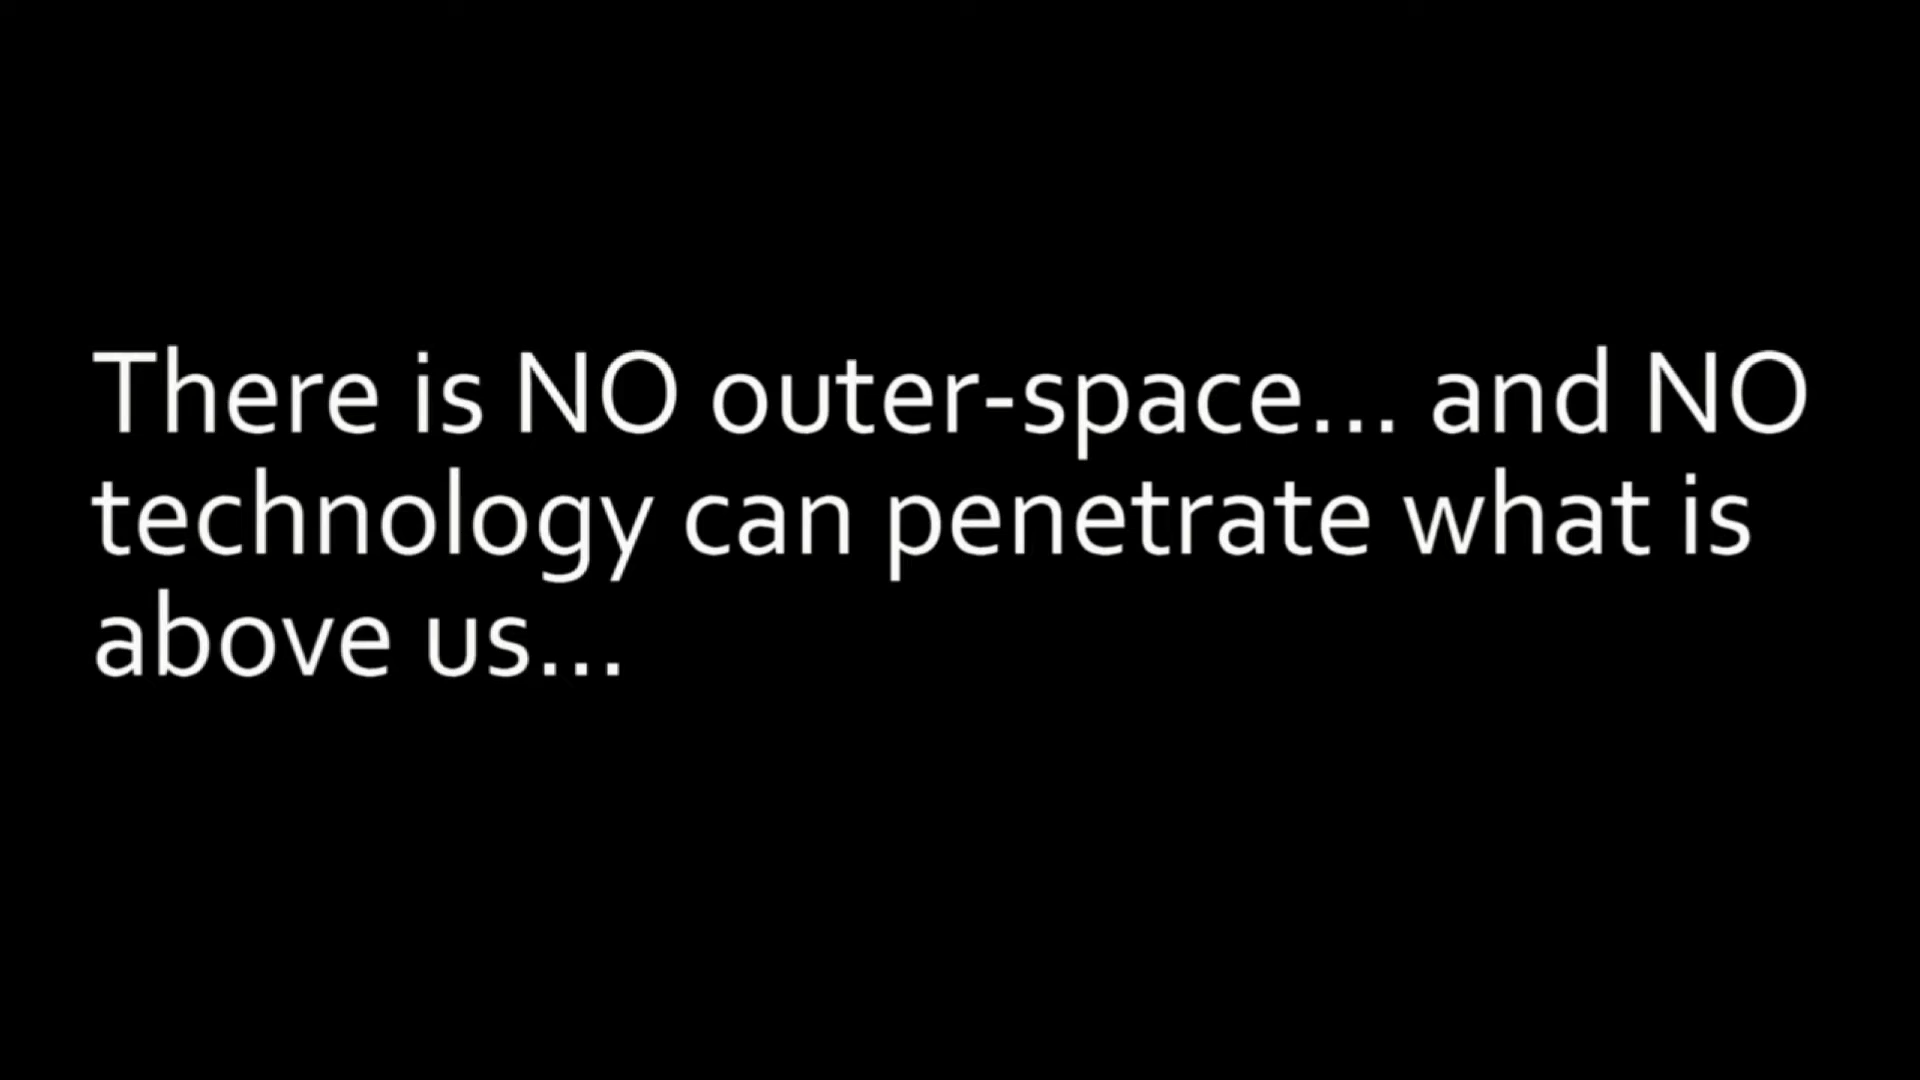 There is NO outer-space... and NO
technology can penetrate what is
above us...